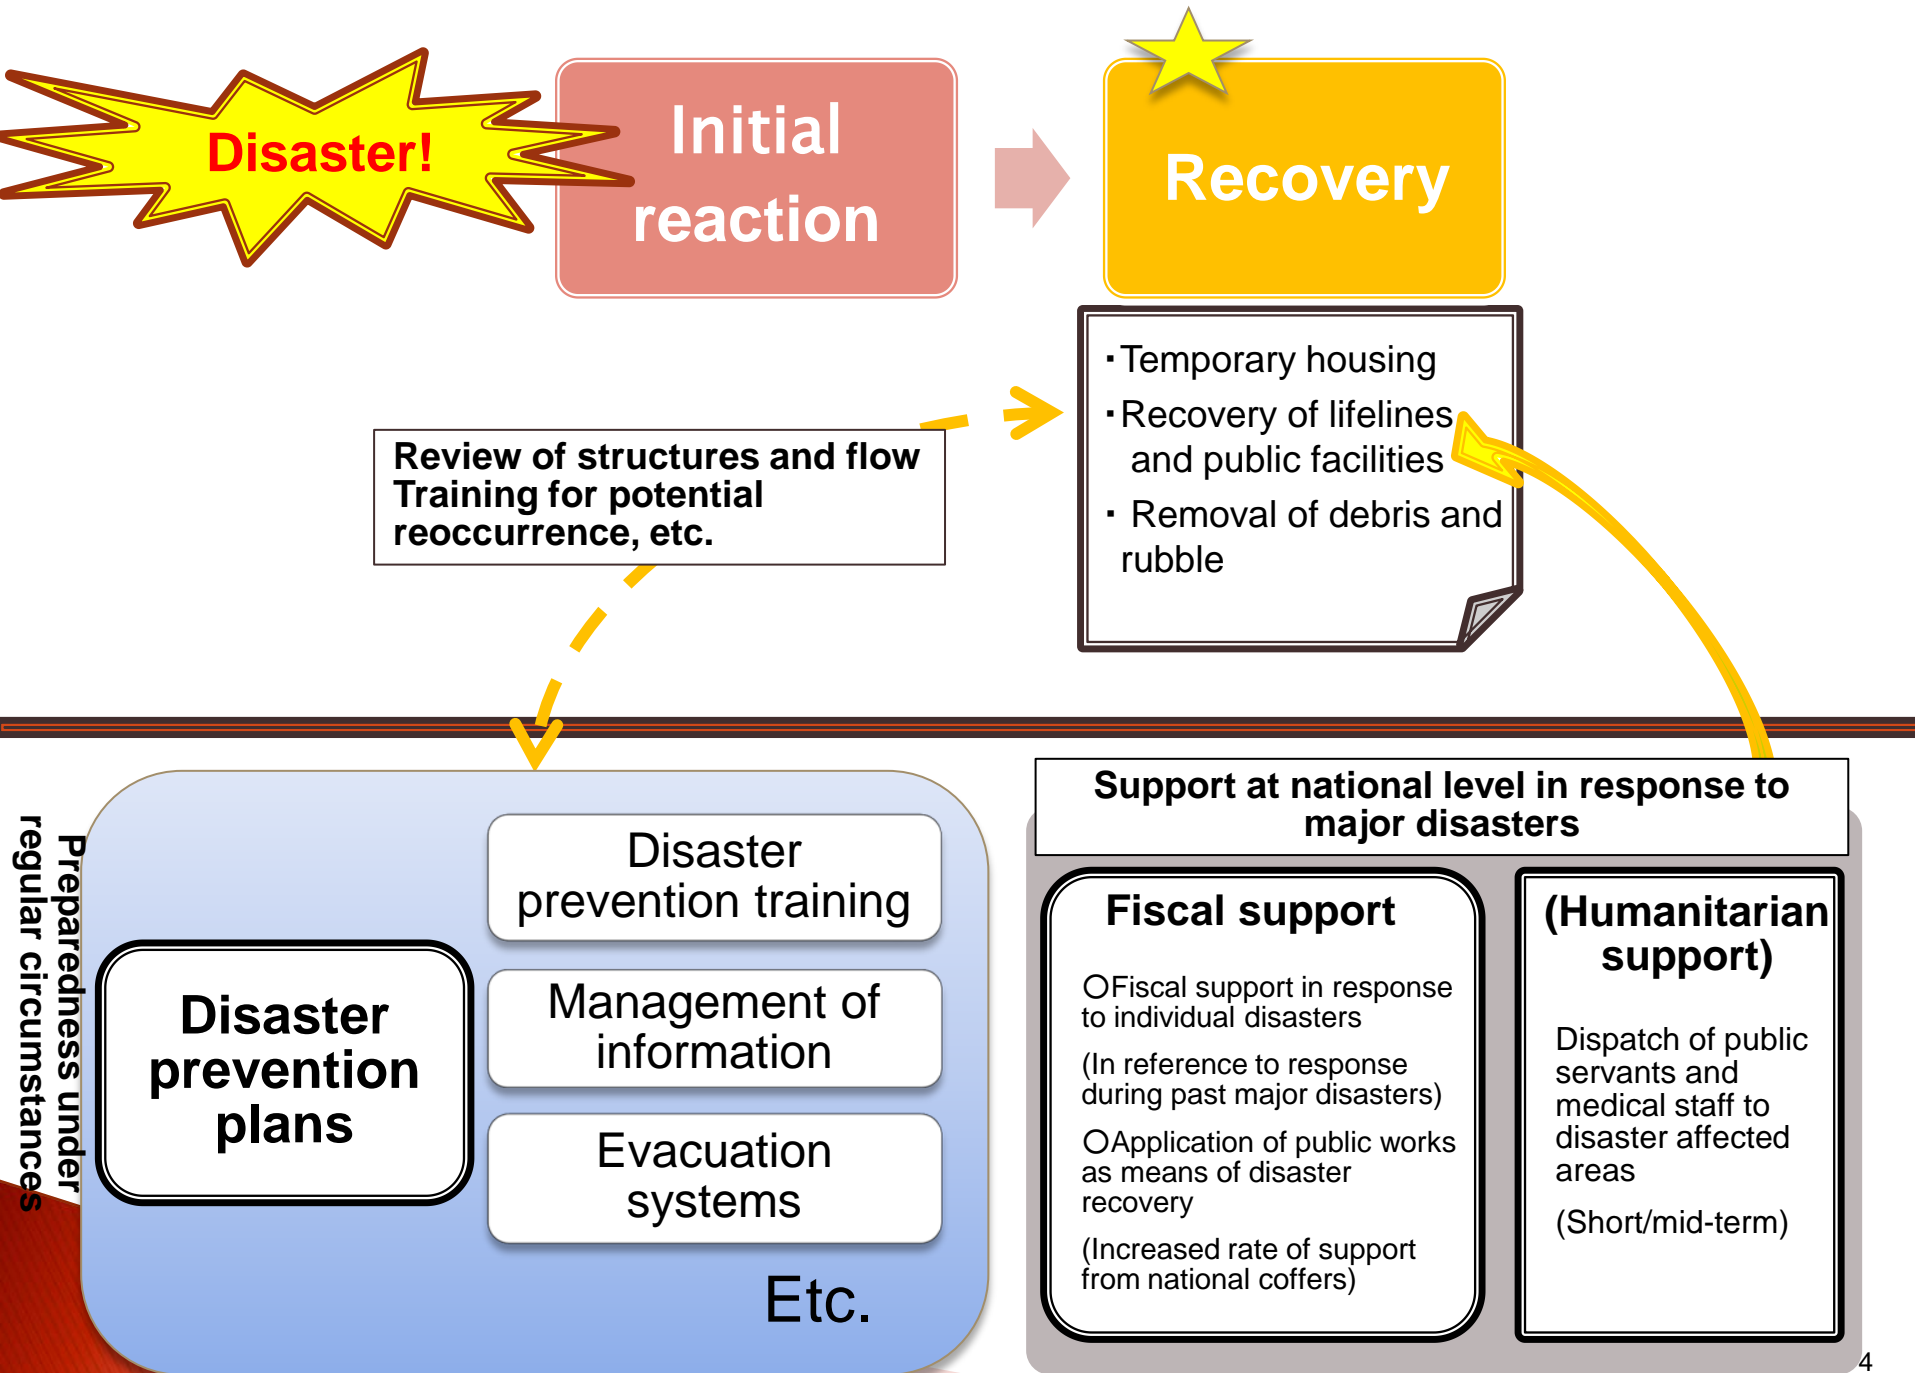 Disaster!
Initial
reaction
Recovery
・Temporary housing
・Recovery of lifelines
and public facilities
・ Removal of debris and
rubble
Review of structures and flow
Training for potential
reoccurrence, etc.
Preparedness under
regular circumstances
Disaster
prevention
plans
Disaster
prevention training
Management of
information
Evacuation
systems
Etc.
Support at national level in response to
major disasters
Fiscal support
〇Fiscal support in response
to individual disasters
(In reference to response
during past major disasters)
〇Application of public works
as means of disaster
recovery
(Increased rate of support
from national coffers)
(Humanitarian
support)
Dispatch of public
servants and
medical staff to
disaster affected
areas
(Short/mid-term)
4